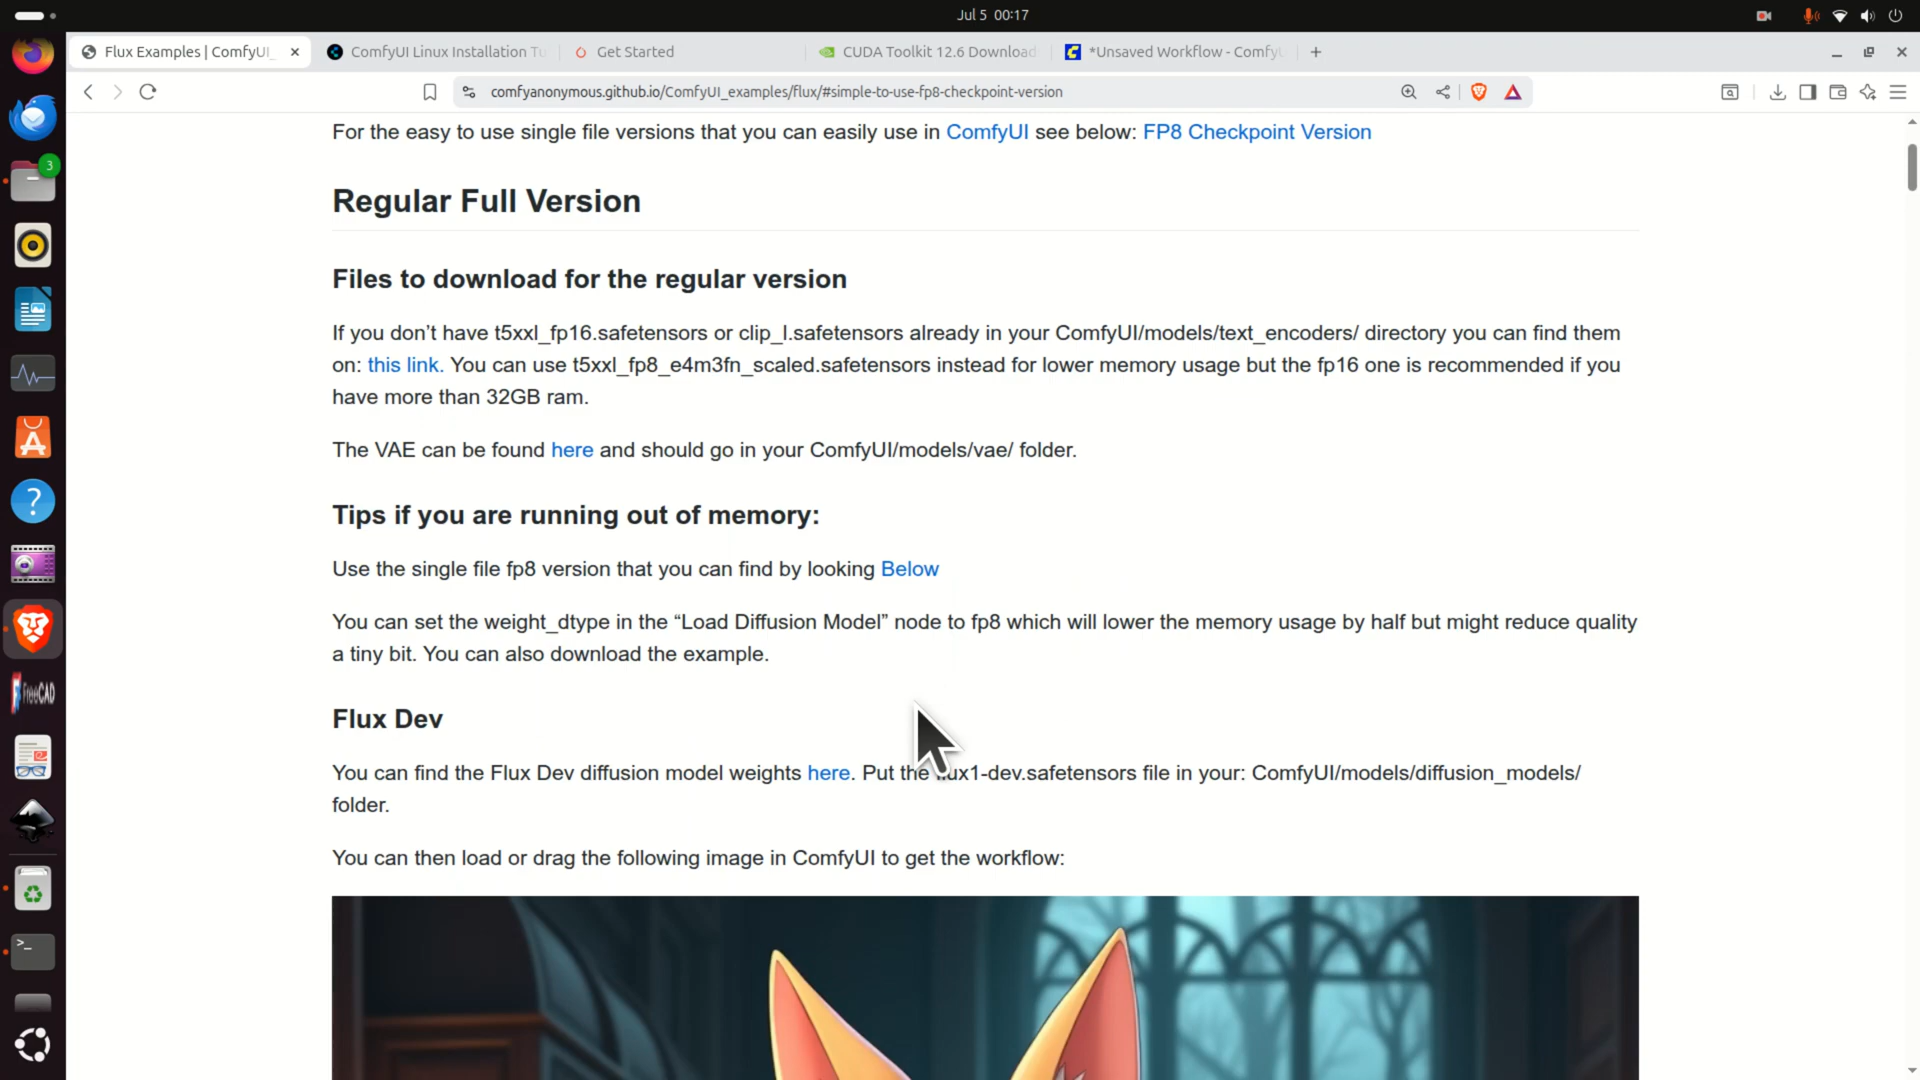 Jul 5 00:17
Flux Examples | ComfyUI_
ComfyUI Linux Installation Tu
Get Started
CUDA Toolkit 12.6 Download
*Unsaved Workflow - ComfyU
comfyanonymous.github.io/ComfyUI_examples/flux/#simple-to-use-fp8-checkpoint-version
3
FreeCAD
For the easy to use single file versions that you can easily use in ComfyUI see below: FP8 Checkpoint Version
Regular Full Version
Files to download for the regular version
If you don’t have t5xxl_fp16.safetensors or clip_l.safetensors already in your ComfyUI/models/text_encoders/ directory you can find them
on: this link. You can use t5xxl_fp8_e4m3fn_scaled.safetensors instead for lower memory usage but the fp16 one is recommended if you
have more than 32GB ram.
The VAE can be found here and should go in your ComfyUI/models/vae/ folder.
Tips if you are running out of memory:
Use the single file fp8 version that you can find by looking Below
You can set the weight_dtype in the “Load Diffusion Model” node to fp8 which will lower the memory usage by half but might reduce quality
a tiny bit. You can also download the example.
Flux Dev
You can find the Flux Dev diffusion model weights here. Put the flux1-dev.safetensors file in your: ComfyUI/models/diffusion_models/
folder.
You can then load or drag the following image in ComfyUI to get the workflow: